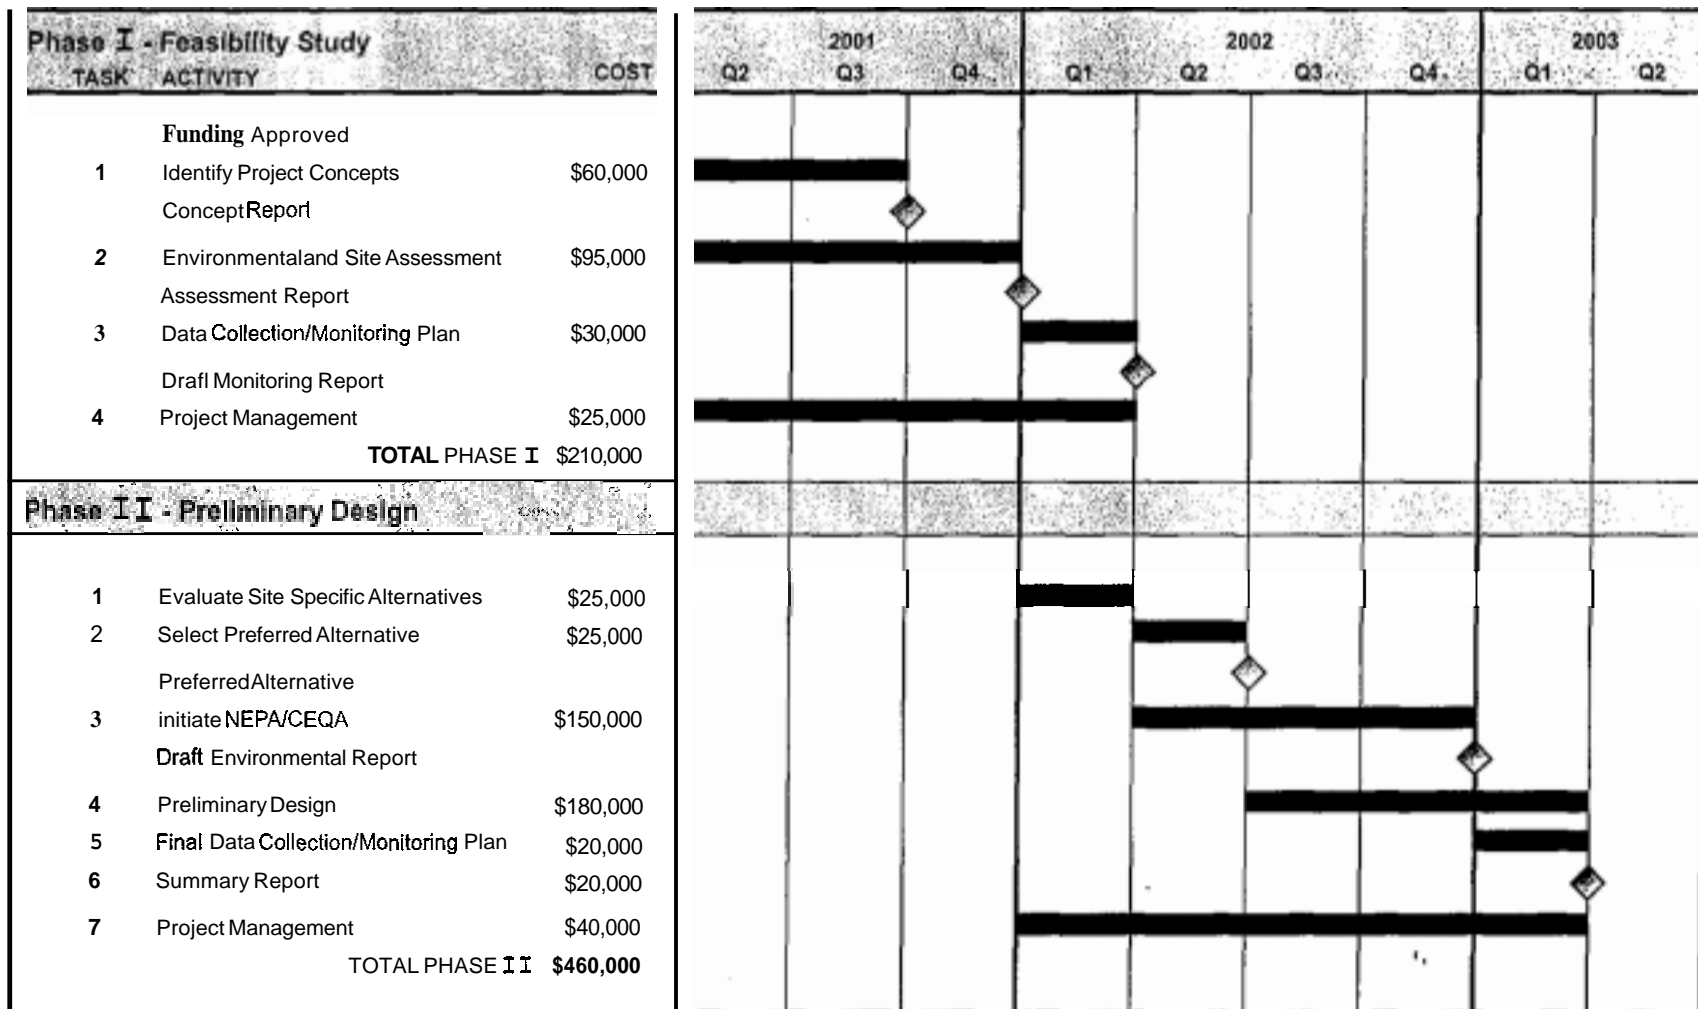 Phase I - Feasibility Study
TASK ACTIVITY COST
2001 2002 2003
Q2 Q3 Q4 Q1 Q2 Q3 Q4 Q1 Q2
Funding Approved
1 Identify Project Concepts $60,000
Concept Report
2 Environmentaland Site Assessment $95,000
Assessment Report
3 Data Collection/Monitoring Plan $30,000
Drafl Monitoring Report
4 Project Management $25,000
TOTAL PHASE I $210,000
Phase II - Preliminary Design
1 Evaluate Site Specific Alternatives $25,000
2 Select Preferred Alternative $25,000
Preferred Alternative
3 initiate NEPA/CEQA $150,000
Draft Environmental Report
4 Preliminary Design $180,000
5 Final Data Collection/Monitoring Plan $20,000
6 Summary Report $20,000
7 Project Management $40,000
TOTAL PHASE II $460,000